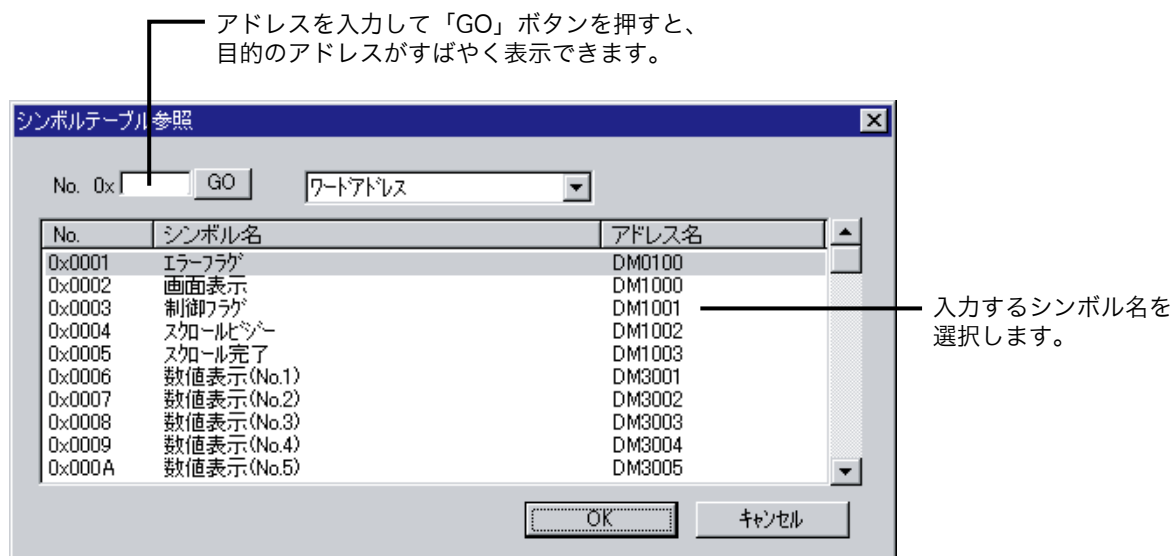 アドレスを入力して「GO」ボタンを押すと、
目的のアドレスがすばやく表示できます。
シンボルテーブル参照
No. 0x GO ワードアドレス
No. シンボル名 アドレス名
0x0001 エラーフラグ DM0100
0x0002 画面表示 DM1000
0x0003 制御フラグ DM1001
0x0004 スクロールビジー DM1002
0x0005 スクロール完了 DM1003
0x0006 数値表示(No.1) DM3001
0x0007 数値表示(No.2) DM3002
0x0008 数値表示(No.3) DM3003
0x0009 数値表示(No.4) DM3004
0x000A 数値表示(No.5) DM3005
入力するシンボル名を
選択します。
OK キャンセル